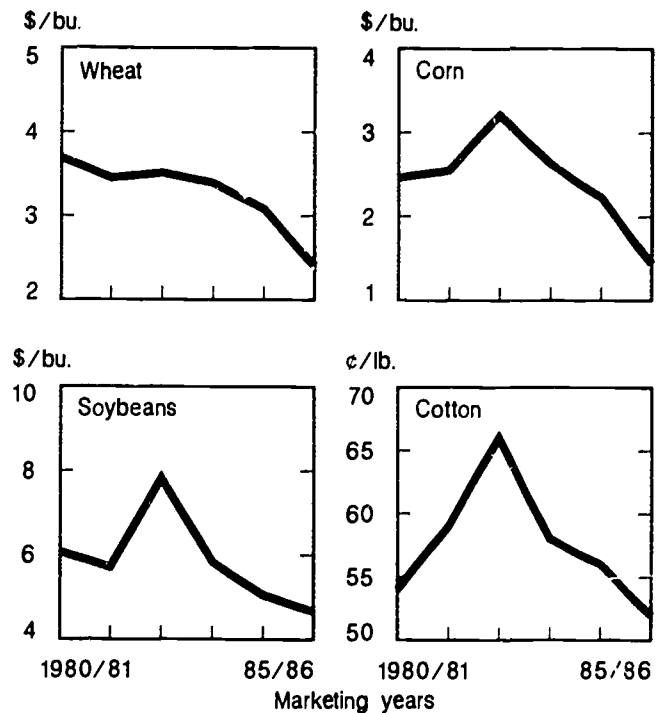 $/bu.
5
Wheat
4
3
2
$/bu.
4
Corn
3
2
1
$/bu.
10
Soybeans
8
6
4
1980/81 85/86
¢/lb.
70
Cotton
65
60
55
50
1980/81 85/86
Marketing years